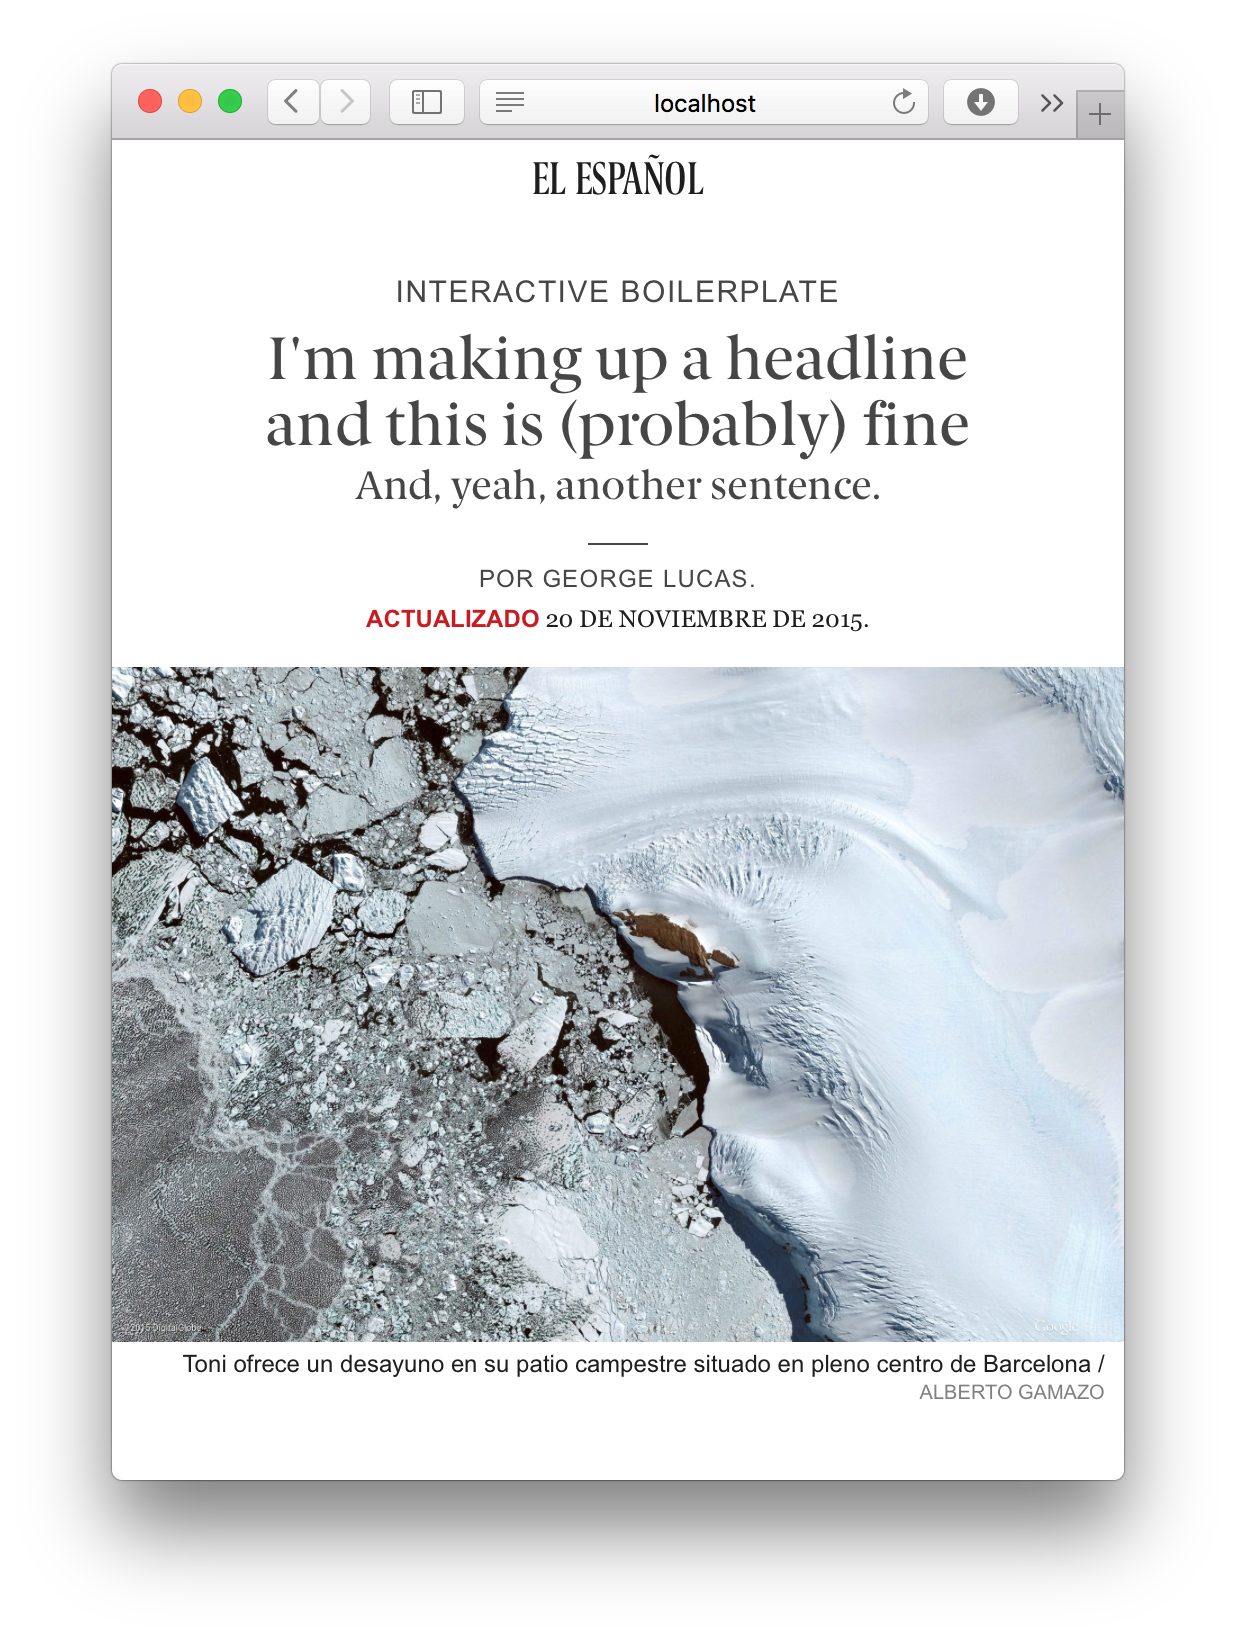 localhost
EL ESPAÑOL
INTERACTIVE BOILERPLATE
I'm making up a headline
and this is (probably) fine
And, yeah, another sentence.
POR GEORGE LUCAS.
ACTUALIZADO 20 DE NOVIEMBRE DE 2015.
©2015 DigitalGlobe
Google
Toni ofrece un desayuno en su patio campestre situado en pleno centro de Barcelona /
ALBERTO GAMAZO